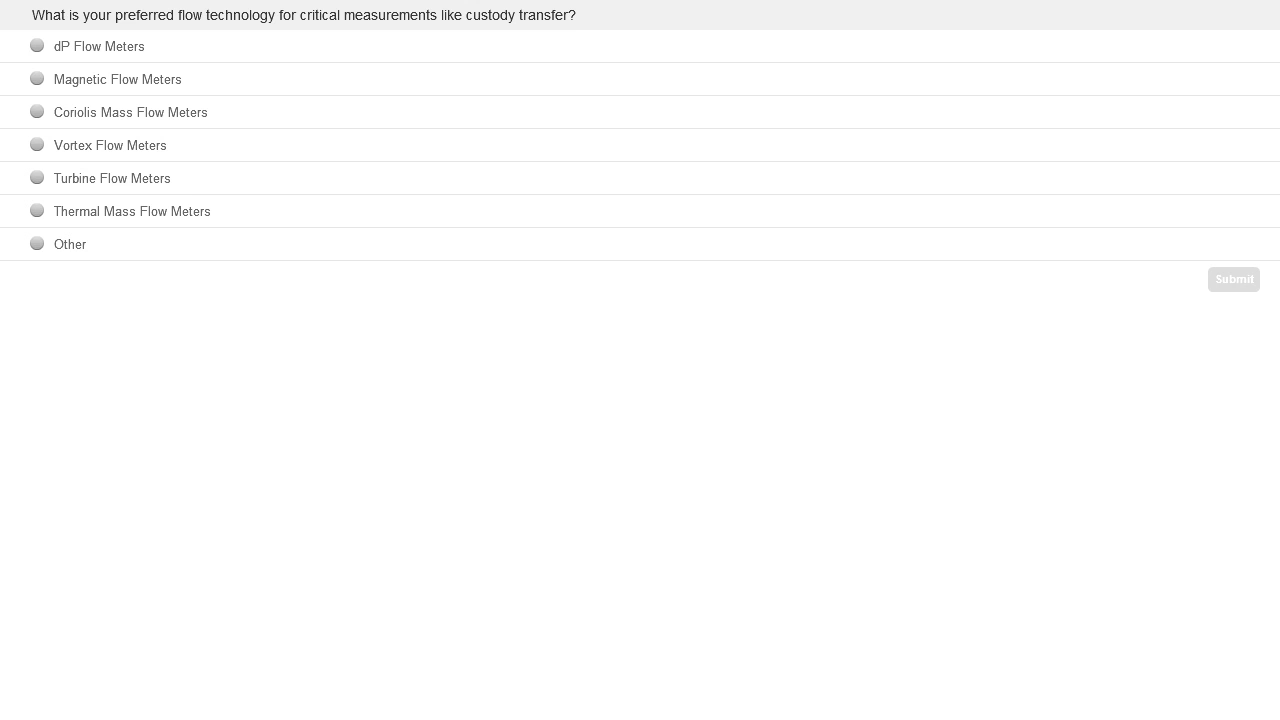 What is your preferred flow technology for critical measurements like custody transfer?
dP Flow Meters
Magnetic Flow Meters
Coriolis Mass Flow Meters
Vortex Flow Meters
Turbine Flow Meters
Thermal Mass Flow Meters
Other
Submit